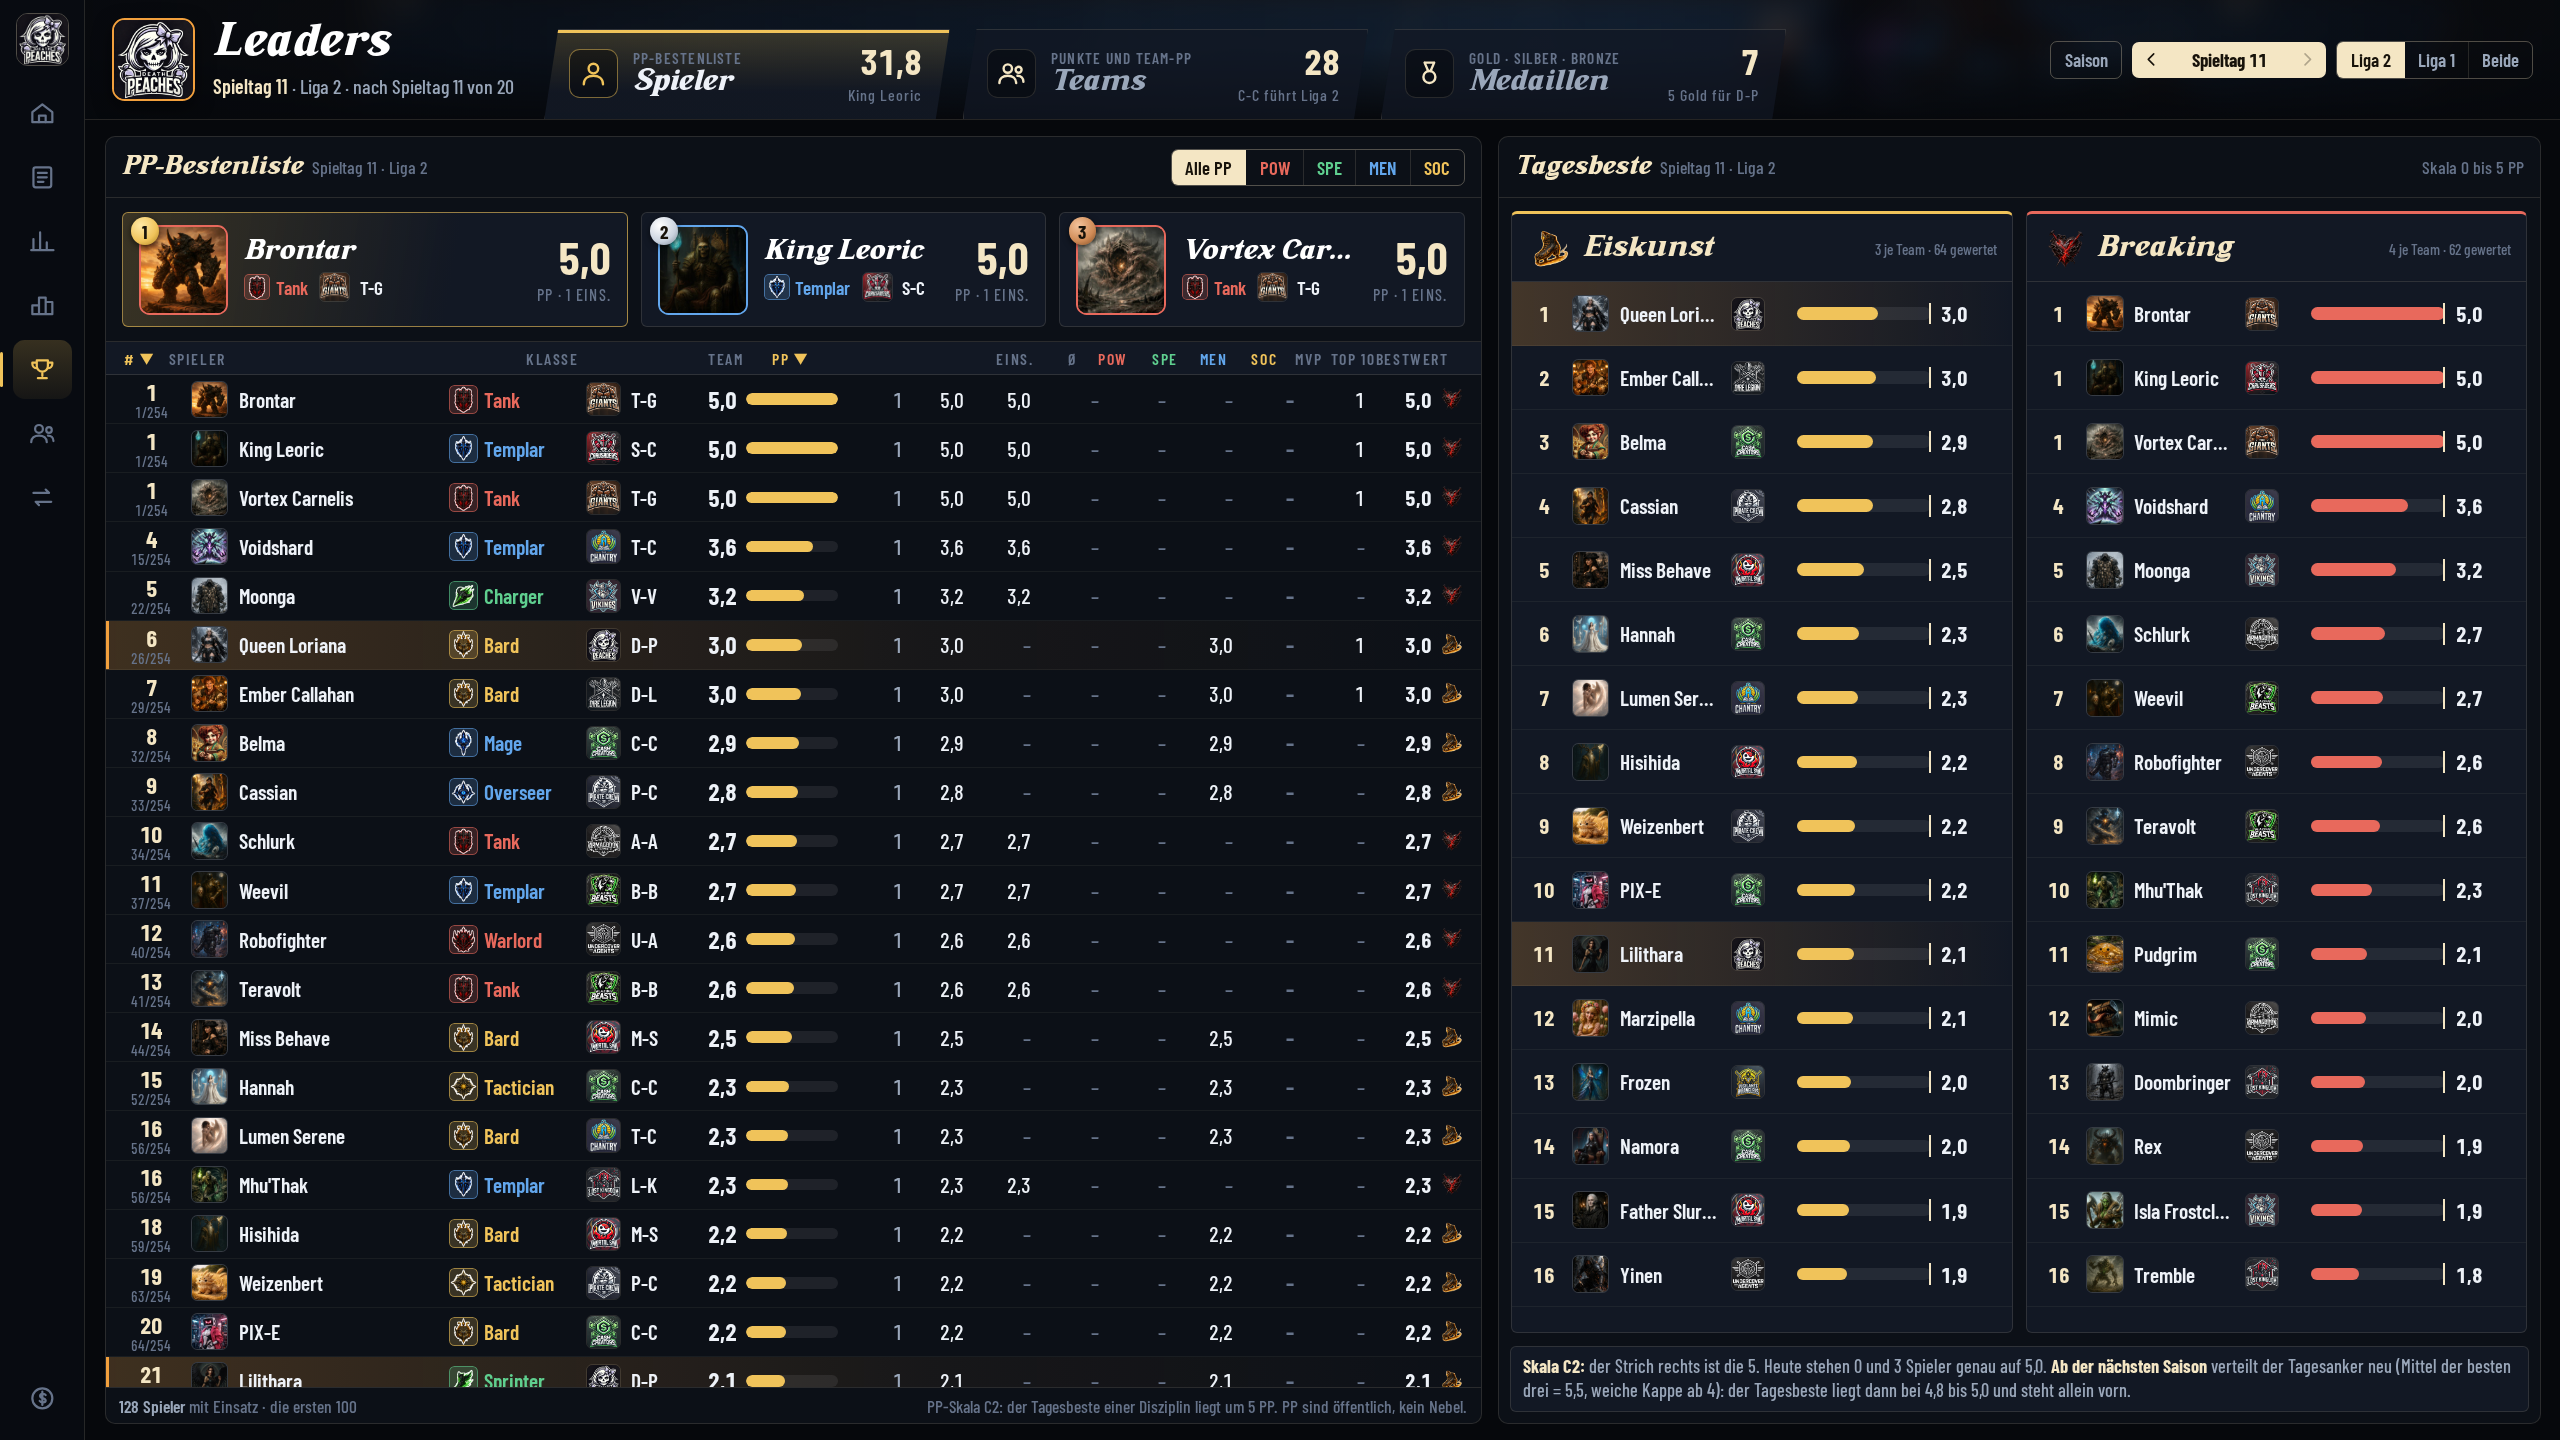 Leaders
Spieltag 11 · Liga 2 · nach Spieltag 11 von 20
PP-BESTENLISTE
Spieler
31,8
King Leoric
PUNKTE UND TEAM-PP
Teams
28
C-C führt Liga 2
GOLD · SILBER · BRONZE
Medaillen
7
5 Gold für D-P
Saison
Spieltag 11
Liga 2
Liga 1
Beide
PP-Bestenliste Spieltag 11 · Liga 2
Alle PP POW SPE MEN SOC
1 Brontar Tank T-G 5,0 PP · 1 EINS.
2 King Leoric Templar S-C 5,0 PP · 1 EINS.
3 Vortex Car... Tank T-G 5,0 PP · 1 EINS.
# ▼ SPIELER KLASSE TEAM PP ▼ EINS. Ø POW SPE MEN SOC MVP TOP 10 BESTWERT
1 1/254 Brontar Tank T-G 5,0 1 5,0 5,0 – – – – 1 5,0
1 1/254 King Leoric Templar S-C 5,0 1 5,0 5,0 – – – – 1 5,0
1 1/254 Vortex Carnelis Tank T-G 5,0 1 5,0 5,0 – – – – 1 5,0
4 15/254 Voidshard Templar T-C 3,6 1 3,6 3,6 – – – – – 3,6
5 22/254 Moonga Charger V-V 3,2 1 3,2 3,2 – – – – – 3,2
6 26/254 Queen Loriana Bard D-P 3,0 1 3,0 – – – 3,0 – 1 3,0
7 29/254 Ember Callahan Bard D-L 3,0 1 3,0 – – – 3,0 – 1 3,0
8 32/254 Belma Mage C-C 2,9 1 2,9 – – – 2,9 – – 2,9
9 33/254 Cassian Overseer P-C 2,8 1 2,8 – – – 2,8 – – 2,8
10 34/254 Schlurk Tank A-A 2,7 1 2,7 2,7 – – – – – 2,7
11 37/254 Weevil Templar B-B 2,7 1 2,7 2,7 – – – – – 2,7
12 40/254 Robofighter Warlord U-A 2,6 1 2,6 2,6 – – – – – 2,6
13 41/254 Teravolt Tank B-B 2,6 1 2,6 2,6 – – – – – 2,6
14 44/254 Miss Behave Bard M-S 2,5 1 2,5 – – – 2,5 – – 2,5
15 52/254 Hannah Tactician C-C 2,3 1 2,3 – – – 2,3 – – 2,3
16 56/254 Lumen Serene Bard T-C 2,3 1 2,3 – – – 2,3 – – 2,3
16 56/254 Mhu'Thak Templar L-K 2,3 1 2,3 2,3 – – – – – 2,3
18 59/254 Hisihida Bard M-S 2,2 1 2,2 – – – 2,2 – – 2,2
19 63/254 Weizenbert Tactician P-C 2,2 1 2,2 – – – 2,2 – – 2,2
20 64/254 PIX-E Bard C-C 2,2 1 2,2 – – – 2,2 – – 2,2
21 Lilithara Sprinter D-P 2,1 1 2,1 – – – 2,1 – – 2,1
128 Spieler mit Einsatz · die ersten 100
PP-Skala C2: der Tagesbeste einer Disziplin liegt um 5 PP. PP sind öffentlich, kein Nebel.
Tagesbeste Spieltag 11 · Liga 2
Skala 0 bis 5 PP
Eiskunst 3 je Team · 64 gewertet
1 Queen Lori... 3,0
2 Ember Call... 3,0
3 Belma 2,9
4 Cassian 2,8
5 Miss Behave 2,5
6 Hannah 2,3
7 Lumen Ser... 2,3
8 Hisihida 2,2
9 Weizenbert 2,2
10 PIX-E 2,2
11 Lilithara 2,1
12 Marzipella 2,1
13 Frozen 2,0
14 Namora 2,0
15 Father Slur... 1,9
16 Yinen 1,9
Breaking 4 je Team · 62 gewertet
1 Brontar 5,0
1 King Leoric 5,0
1 Vortex Car... 5,0
4 Voidshard 3,6
5 Moonga 3,2
6 Schlurk 2,7
7 Weevil 2,7
8 Robofighter 2,6
9 Teravolt 2,6
10 Mhu'Thak 2,3
11 Pudgrim 2,1
12 Mimic 2,0
13 Doombringer 2,0
14 Rex 1,9
15 Isla Frostcl... 1,9
16 Tremble 1,8
Skala C2: der Strich rechts ist die 5. Heute stehen 0 und 3 Spieler genau auf 5,0. Ab der nächsten Saison verteilt der Tagesanker neu (Mittel der besten
drei = 5,5, weiche Kappe ab 4): der Tagesbeste liegt dann bei 4,8 bis 5,0 und steht allein vorn.